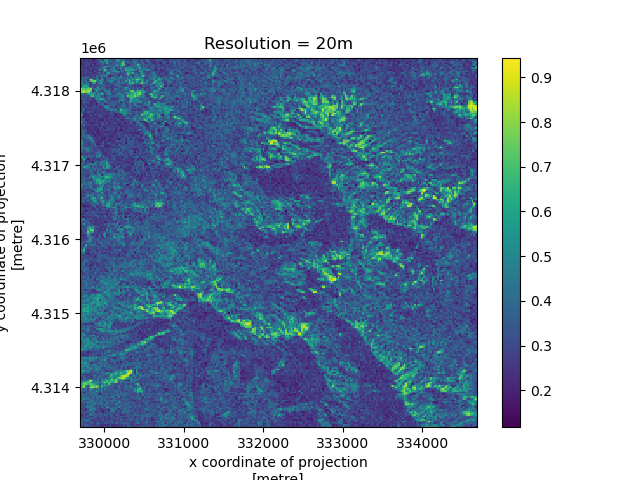 Resolution = 20m
1e6
4.318
4.317
4.316
4.315
4.314
y coordinate of projection
[metre]
330000 331000 332000 333000 334000
x coordinate of projection
[metre]
0.9
0.8
0.7
0.6
0.5
0.4
0.3
0.2